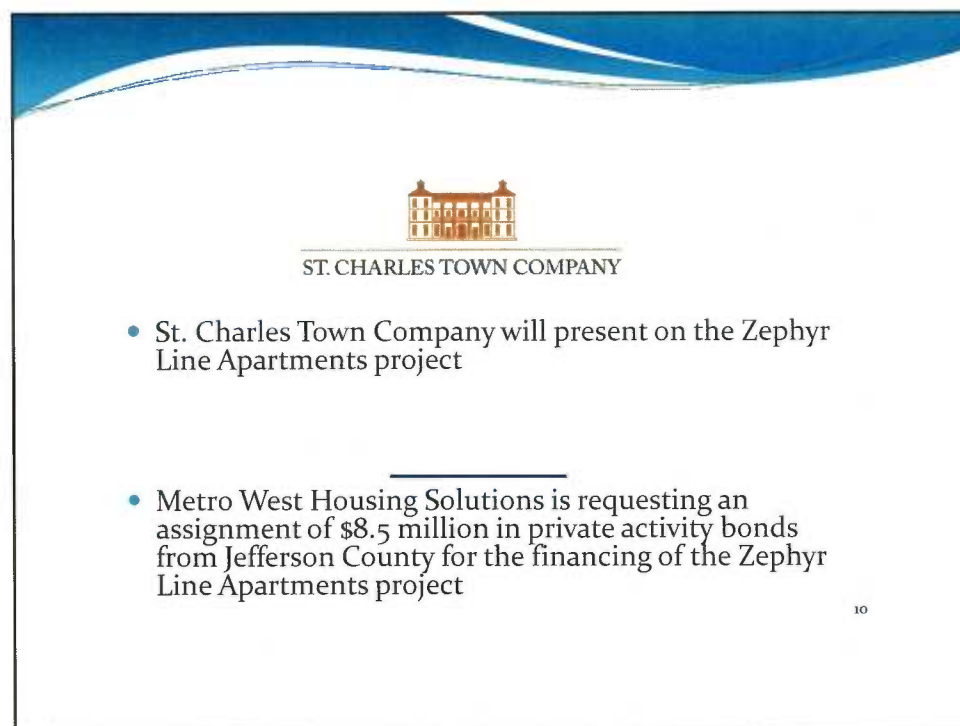 ST. CHARLES TOWN COMPANY
• St. Charles Town Company will present on the Zephyr
Line Apartments project
• Metro West Housing Solutions is requesting an
assignment of $8.5 million in private activity bonds
from Jefferson County for the financing of the Zephyr
Line Apartments project
10